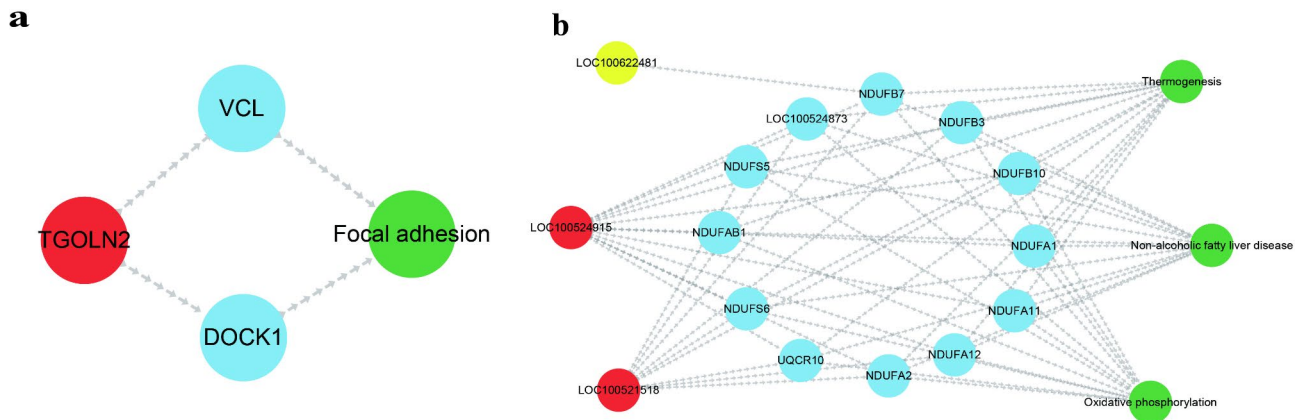 a
VCL
TGOLN2
Focal adhesion
DOCK1
b
LOC100622481
Thermogenesis
NDUFB7
LOC100524873
NDUFB3
NDUFS5
NDUFB10
LOC100524915
NDUFAB1
NDUFA1
Non-alcoholic fatty liver disease
NDUFS6
NDUFA11
UQCR10
NDUFA12
NDUFA2
LOC100521518
Oxidative phosphorylation